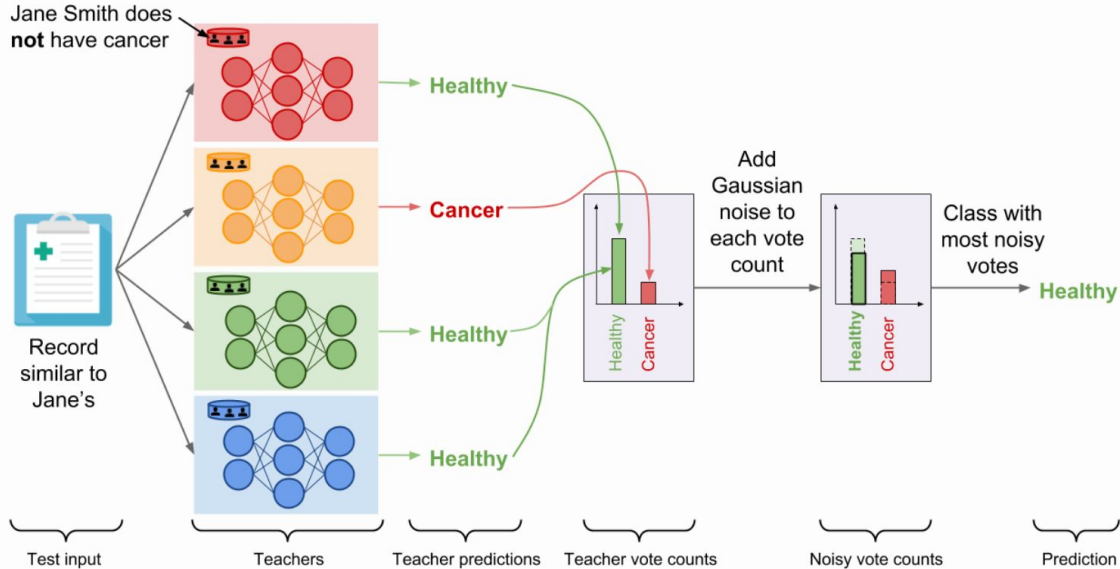 Jane Smith does
not have cancer
Record
similar to
Jane's
Healthy
Cancer
Healthy
Healthy
Healthy
Cancer
Add
Gaussian
noise to
each vote
count
Healthy
Cancer
Class with
most noisy
votes
Healthy
Test input
Teachers
Teacher predictions
Teacher vote counts
Noisy vote counts
Prediction